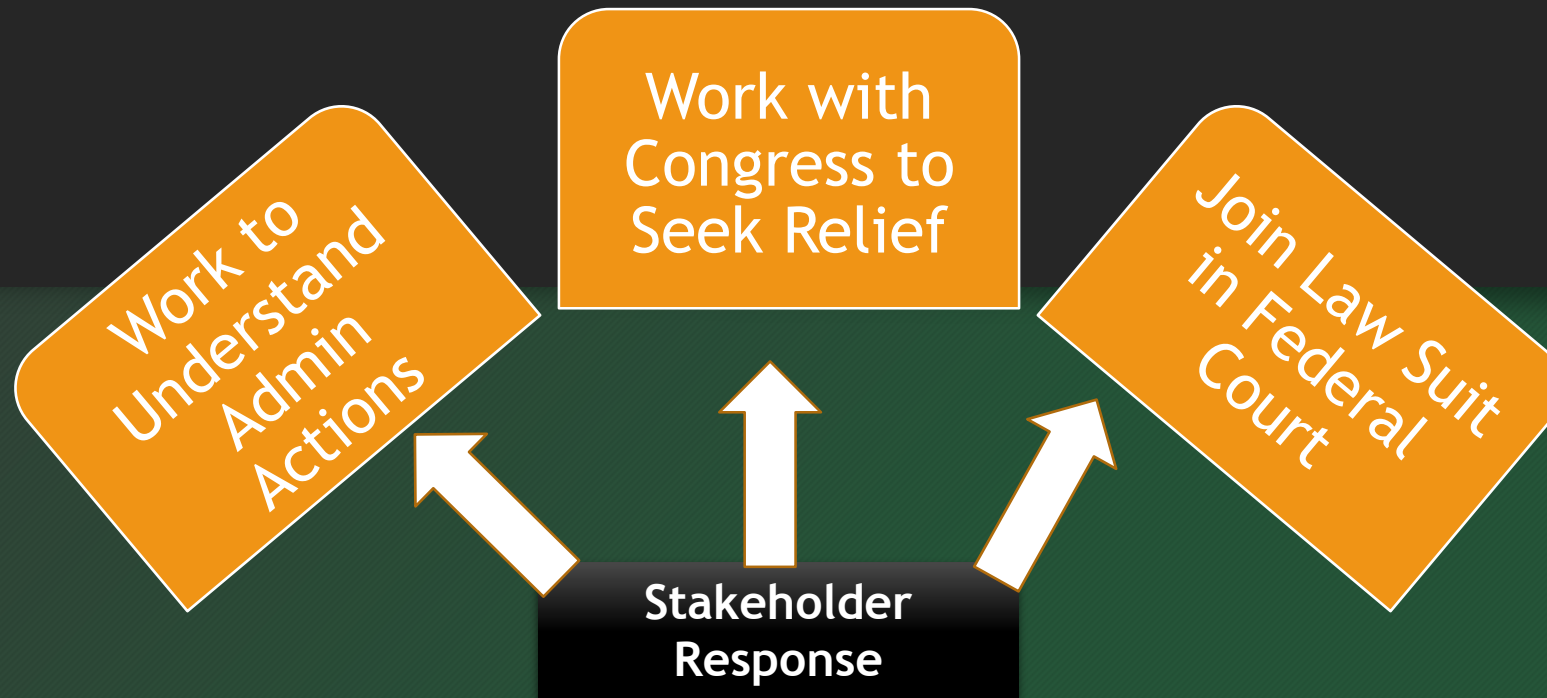 Work to
Understand
Admin
Actions
Work with
Congress to
Seek Relief
Join Law Suit
in Federal
Court
Stakeholder
Response